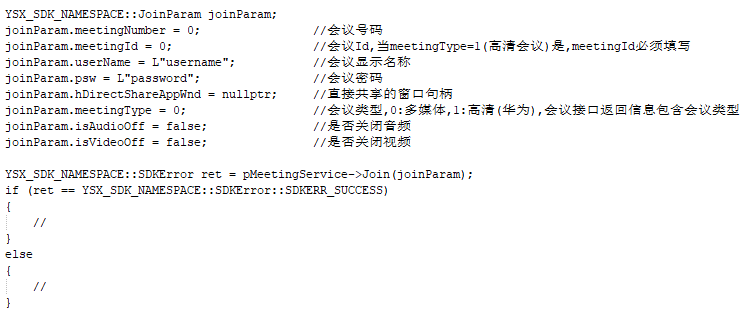 YSX_SDK_NAMESPACE::JoinParam joinParam;
joinParam.meetingNumber = 0; //会议号码
joinParam.meetingId = 0; //会议Id,当meetingType=1(高清会议)是,meetingId必须填写
joinParam.userName = L"username"; //会议显示名称
joinParam.psw = L"password"; //会议密码
joinParam.hDirectShareAppWnd = nullptr; //直接共享的窗口句柄
joinParam.meetingType = 0; //会议类型,0:多媒体,1:高清(华为),会议接口返回信息包含会议类型
joinParam.isAudioOff = false; //是否关闭音频
joinParam.isVideoOff = false; //是否关闭视频
YSX_SDK_NAMESPACE::SDKError ret = pMeetingService->Join(joinParam);
if (ret == YSX_SDK_NAMESPACE::SDKError::SDKERR_SUCCESS)
{
//
}
else
{
//
}